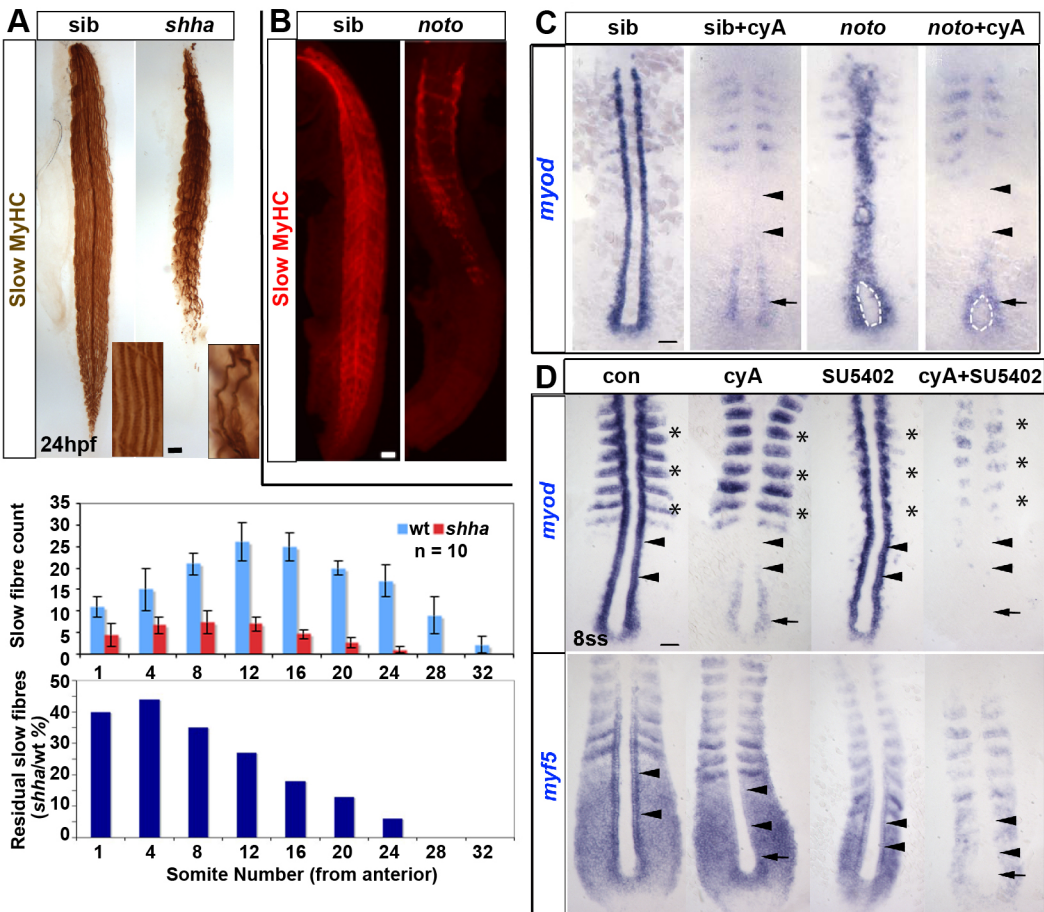 A
sib
shha
Slow MyHC
24hpf
B
sib
noto
Slow MyHC
Slow fibre count
35
30
25
20
15
10
5
0
wt shha
n = 10
1 4 8 12 16 20 24 28 32
Residual slow fibres
(shha/wt %)
50
40
30
20
10
0
1 4 8 12 16 20 24 28 32
Somite Number (from anterior)
C
sib
sib+cyA
noto
noto+cyA
myod
D
con
cyA
SU5402
cyA+SU5402
myod
* * *
* * *
* * *
* * *
8ss
myf5